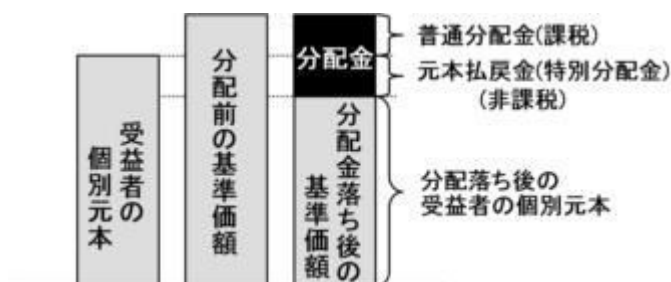 受益者の
個別元本
分配前の基準価額
分配金
分配金落ち後の
基準価額
普通分配金(課税)
元本払戻金(特別分配金)
(非課税)
分配落ち後の
受益者の個別元本